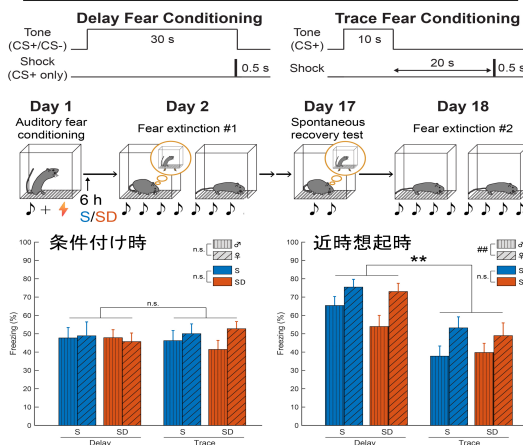 Delay Fear Conditioning
Trace Fear Conditioning
Tone
(CS+/CS-)
30 s
Shock
(CS+ only)
0.5 s
Tone
(CS+)
10 s
Shock
20 s
0.5 s
Day 1
Auditory fear
conditioning
Day 2
Fear extinction #1
Day 17
Spontaneous
recovery test
Day 18
Fear extinction #2
+
6 h
S/SD
条件付け時
n.s.
♂
♀
n.s.
S
SD
n.s.
Freezing (%)
100
90
80
70
60
50
40
30
20
10
0
S
SD
S
SD
Delay
Trace
近時想起時
##
♂
♀
n.s.
S
SD
**
Freezing (%)
100
90
80
70
60
50
40
30
20
10
0
S
SD
S
SD
Delay
Trace